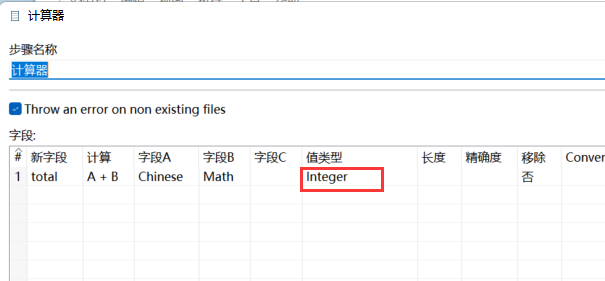 计算器
步骤名称
计算器
Throw an error on non existing files
字段:
# 新字段 计算 字段A 字段B 字段C 值类型 长度 精确度 移除 Conver
1 total A + B Chinese Math Integer 否